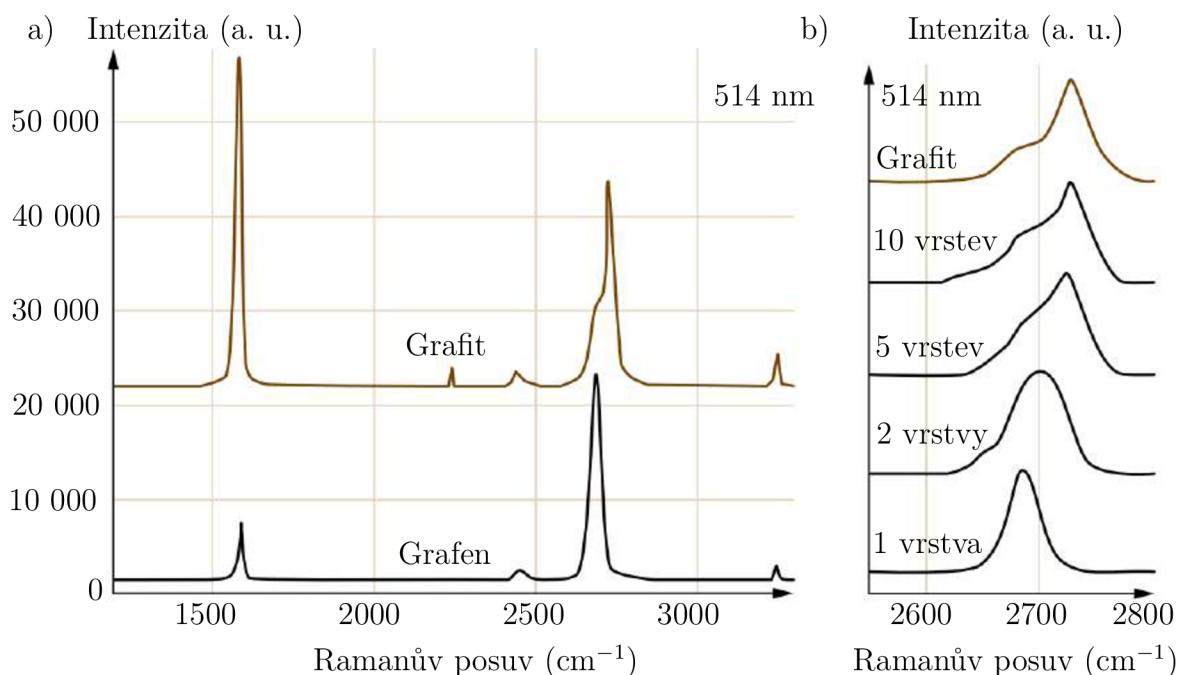 a) Intenzita (a. u.)
514 nm
50 000
40 000
30 000
20 000
10 000
0
Grafit
Grafen
1500 2000 2500 3000
Ramanův posuv (cm⁻¹)
b) Intenzita (a. u.)
514 nm
Grafit
10 vrstev
5 vrstev
2 vrstvy
1 vrstva
2600 2700 2800
Ramanův posuv (cm⁻¹)